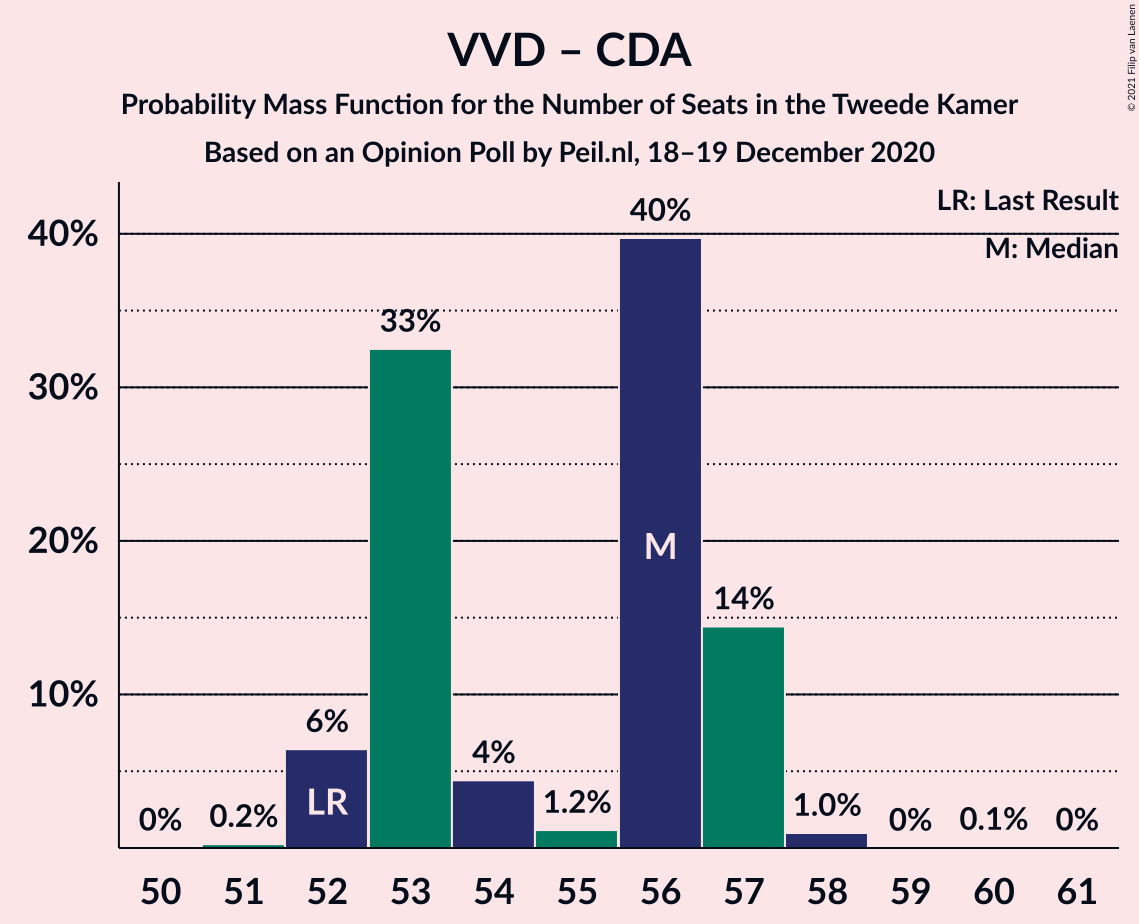 VVD – CDA
Probability Mass Function for the Number of Seats in the Tweede Kamer
Based on an Opinion Poll by Peil.nl, 18–19 December 2020
© 2021 Filip van Laenen
LR: Last Result
M: Median
40%
30%
20%
10%
0%
0.2%
6%
33%
4%
1.2%
40%
14%
1.0%
0%
0.1%
0%
LR
M
50 51 52 53 54 55 56 57 58 59 60 61